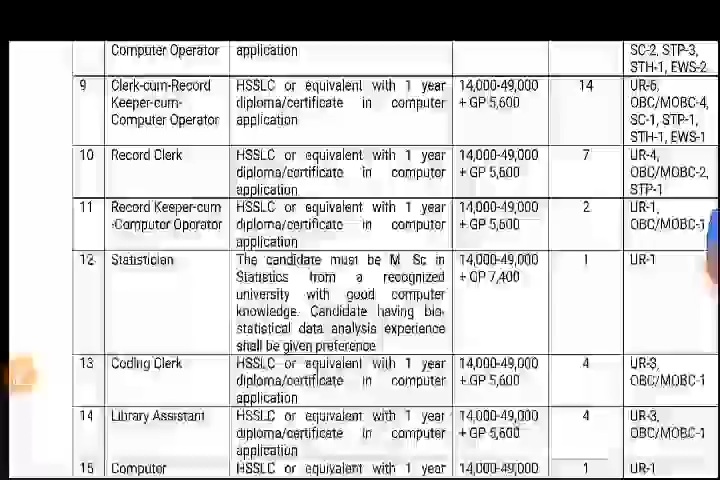 Computer Operator application SC-2, STP-3,
STH-1, EWS-2
9 Clerk-cum-Record HSSLC or equivalent with 1 year 14,000-49,000 14 UR-6,
Keeper-cum- diploma/certificate in computer + GP 5,600 OBC/MOBC-4,
Computer Operator application SC-1, STP-1,
STH-1, EWS-1
10 Record Clerk HSSLC or equivalent with 1 year 14,000-49,000 7 UR-4,
diploma/certificate in computer + GP 5,600 OBC/MOBC-2,
application STP-1
11 Record Keeper-cum HSSLC or equivalent with 1 year 14,000-49,000 2 UR-1,
-Computer Operator diploma/certificate in computer + GP 5,600 OBC/MOBC-1
application
12 Statistician The candidate must be M Sc in 14,000-49,000 1 UR-1
Statistics from a recognized + GP 7,400
university with good computer
knowledge. Candidate having bio-
statistical data analysis experience
shall be given preference
13 Coding Clerk HSSLC or equivalent with 1 year 14,000-49,000 4 UR-3,
diploma/certificate in computer + GP 5,600 OBC/MOBC-1
application
14 Library Assistant HSSLC or equivalent with 1 year 14,000-49,000 4 UR-3,
diploma/certificate in computer + GP 5,600 OBC/MOBC-1
application
15 Computer HSSLC or equivalent with 1 year 14,000-49,000 1 UR-1